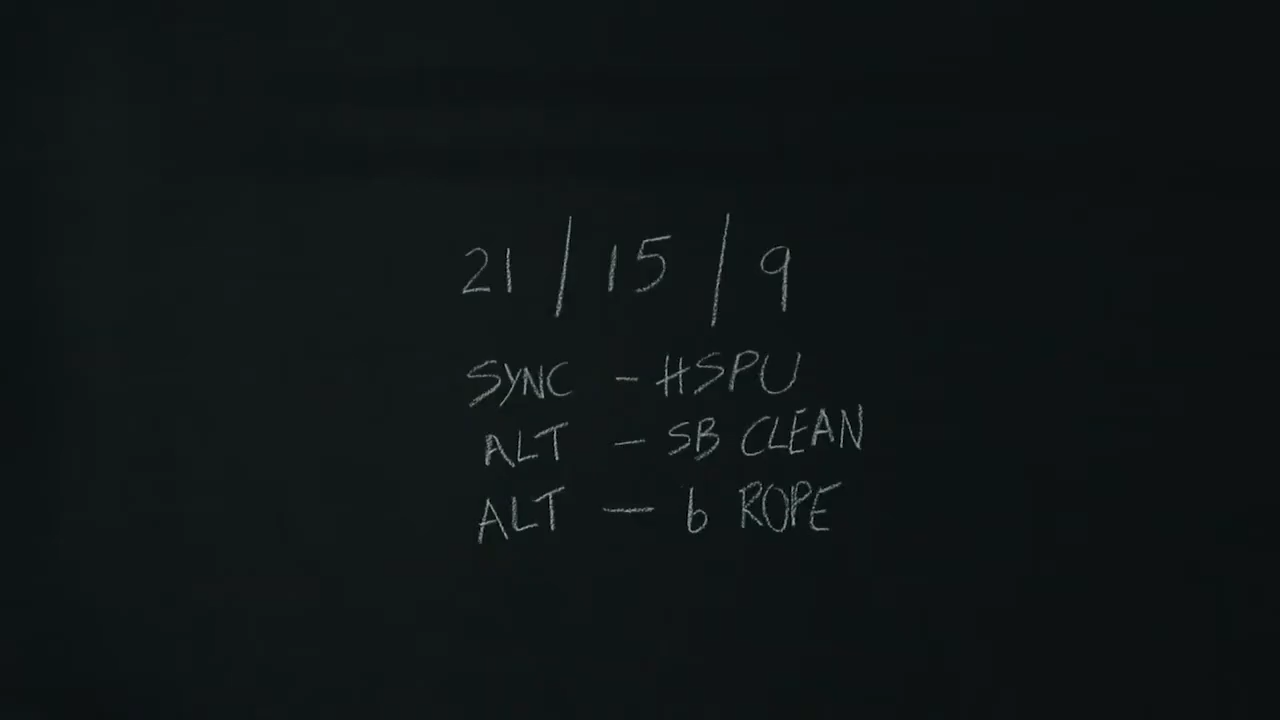 21 / 15 / 9
SYNC - HSPU
ALT - SB CLEAN
ALT - 6 ROPE